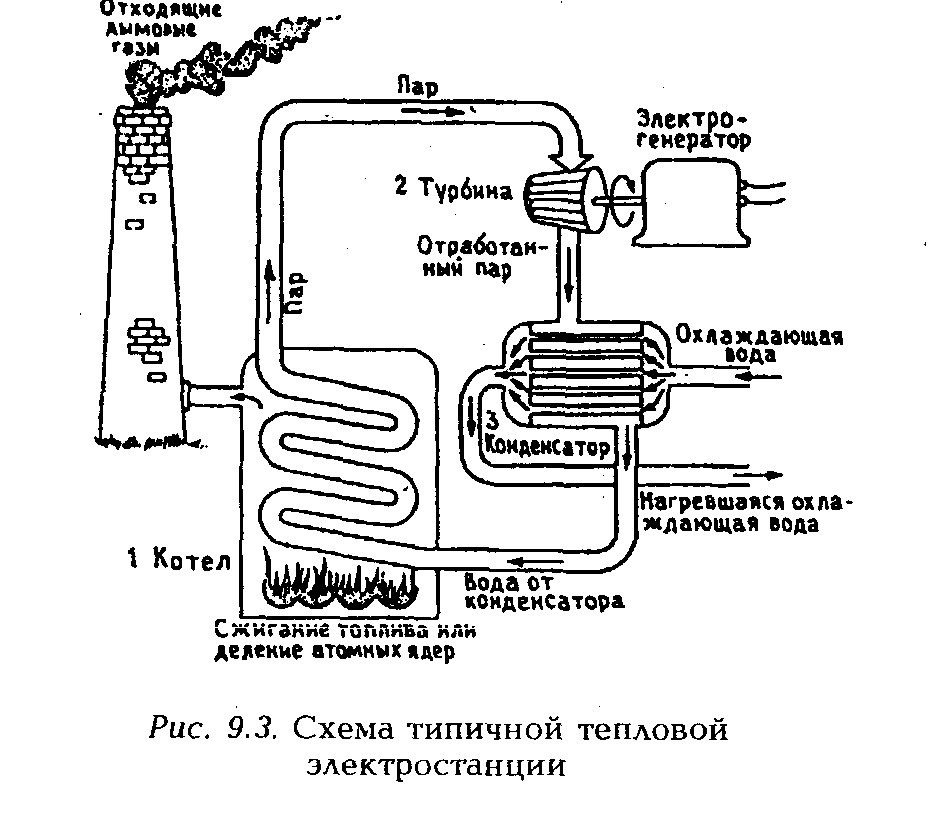 Отходящие
дымовые
газы
Пар
Электро-
генератор
2 Турбина
Отработан-
ный пар
Пар
Охлаждающая
вода
3
Конденсатор
Нагревшаяся охла-
ждающая вода
1 Котел
Вода от
конденсатора
Сжигание топлива или
деление атомных ядер
Рис. 9.3. Схема типичной тепловой
электростанции